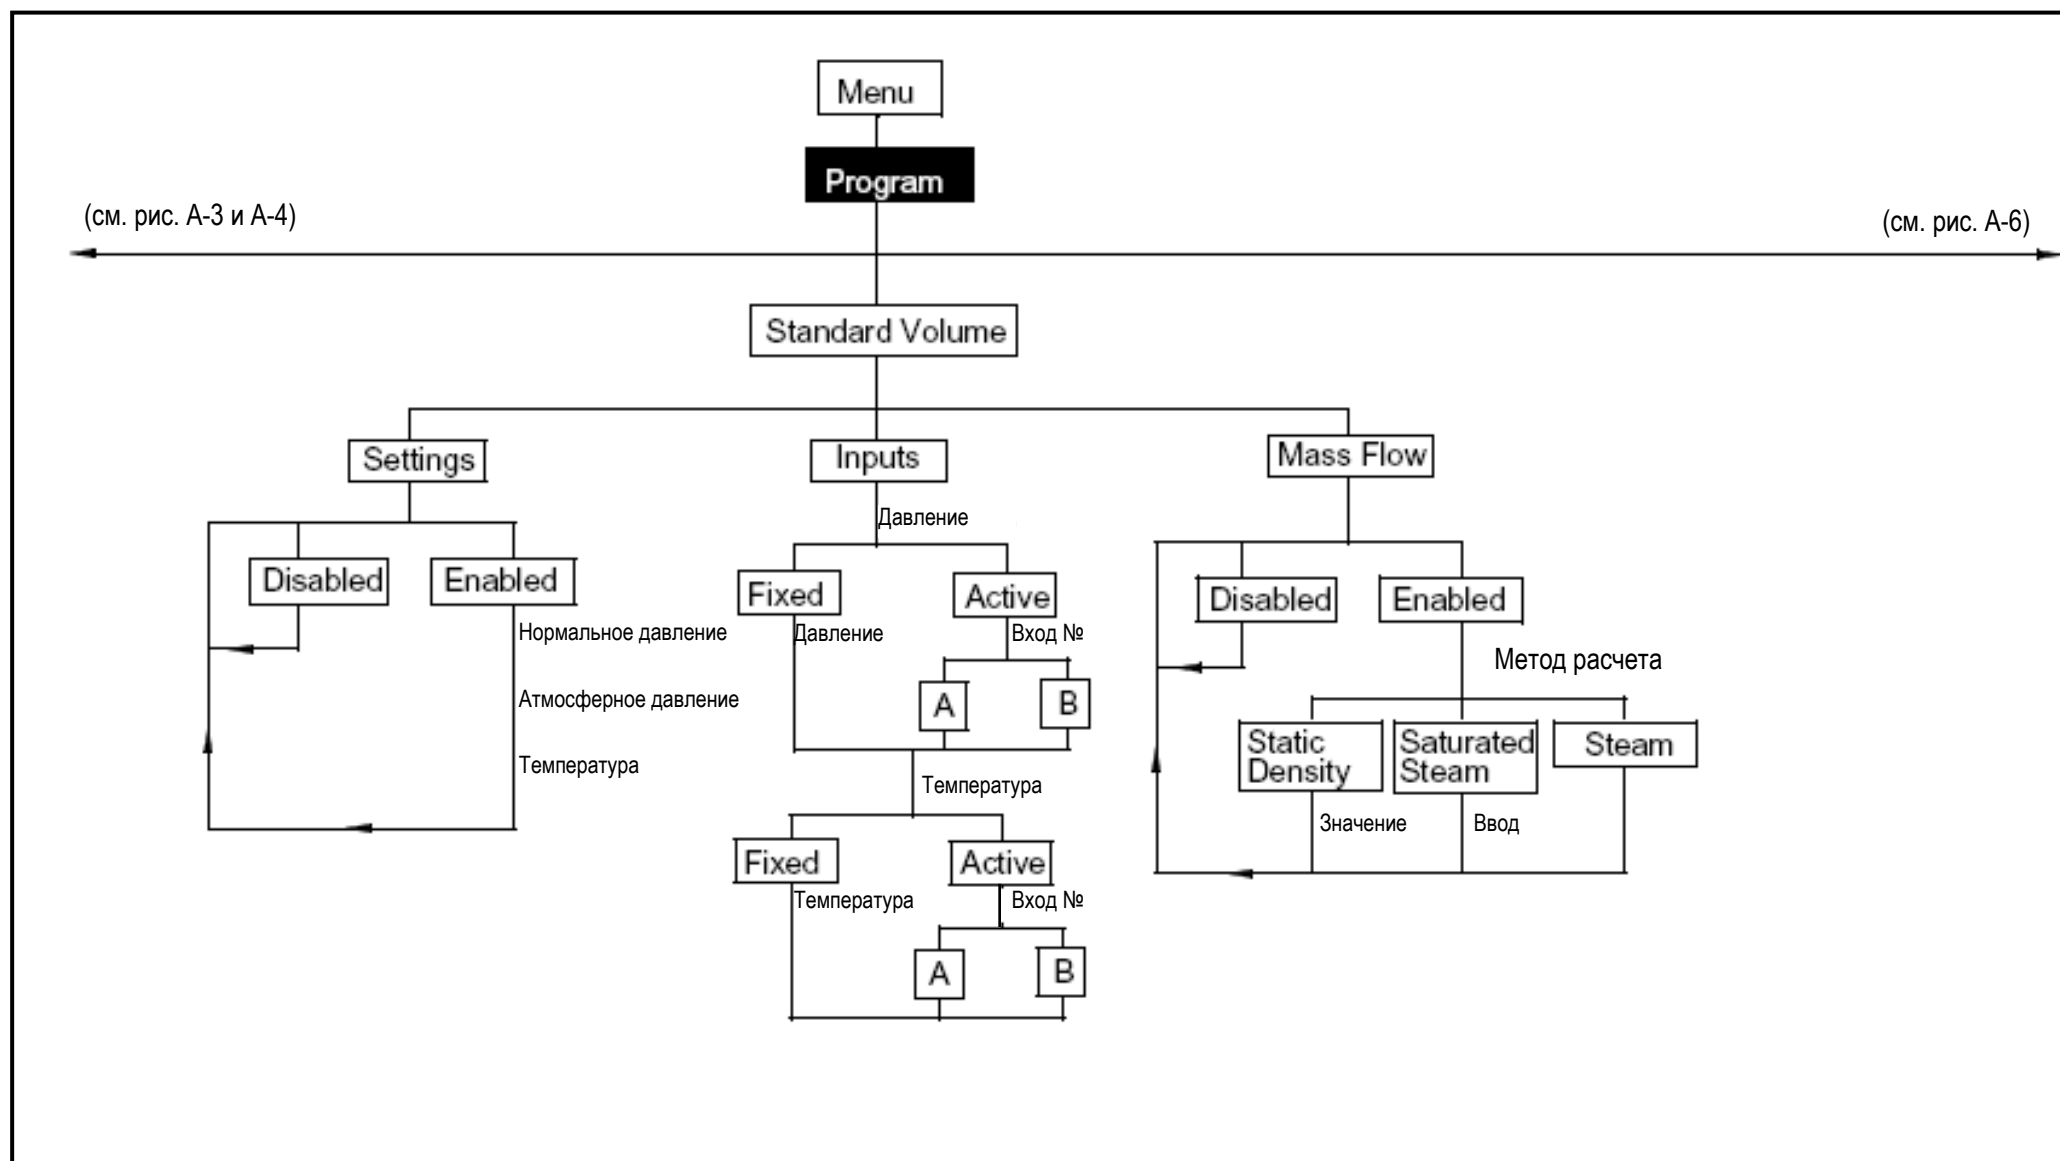 Menu
Program
(см. рис. А-3 и А-4)
(см. рис. А-6)
Standard Volume
Settings
Inputs
Mass Flow
Давление
Disabled
Enabled
Fixed
Active
Disabled
Enabled
Нормальное давление
Давление
Вход №
Метод расчета
Атмосферное давление
A
B
Static
Density
Saturated
Steam
Steam
Температура
Температура
Значение
Ввод
Fixed
Active
Температура
Вход №
A
B